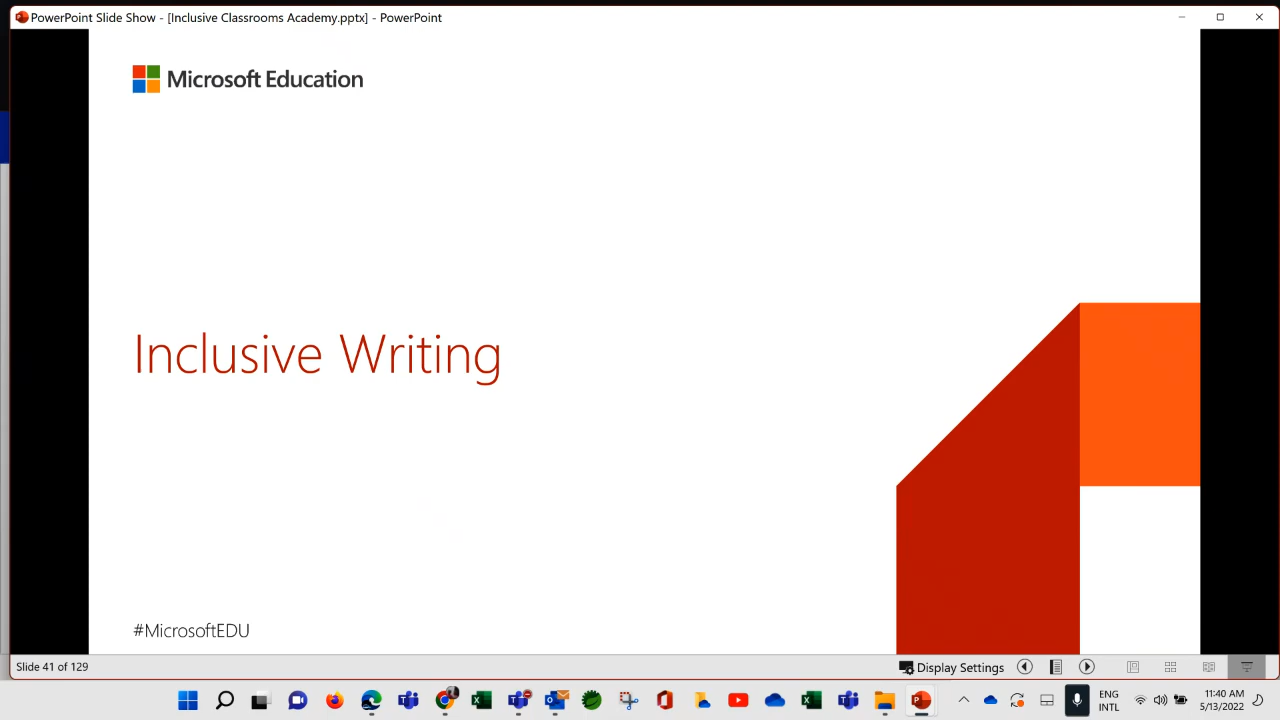 PowerPoint Slide Show - [Inclusive Classrooms Academy.pptx] - PowerPoint
Microsoft Education
Inclusive Writing
#MicrosoftEDU
Slide 41 of 129
Display Settings
ENG
INTL
11:40 AM
5/13/2022